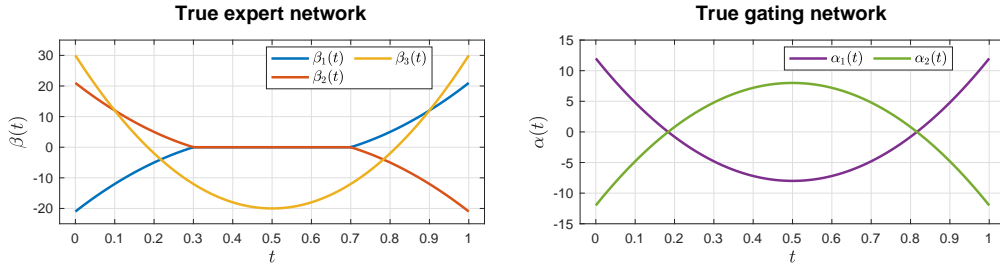 True expert network
β(t)
30
20
10
0
-10
-20
β₁(t) β₃(t)
β₂(t)
0 0.1 0.2 0.3 0.4 0.5 0.6 0.7 0.8 0.9 1
t
True gating network
α(t)
15
10
5
0
-5
-10
-15
α₁(t) α₂(t)
0 0.1 0.2 0.3 0.4 0.5 0.6 0.7 0.8 0.9 1
t